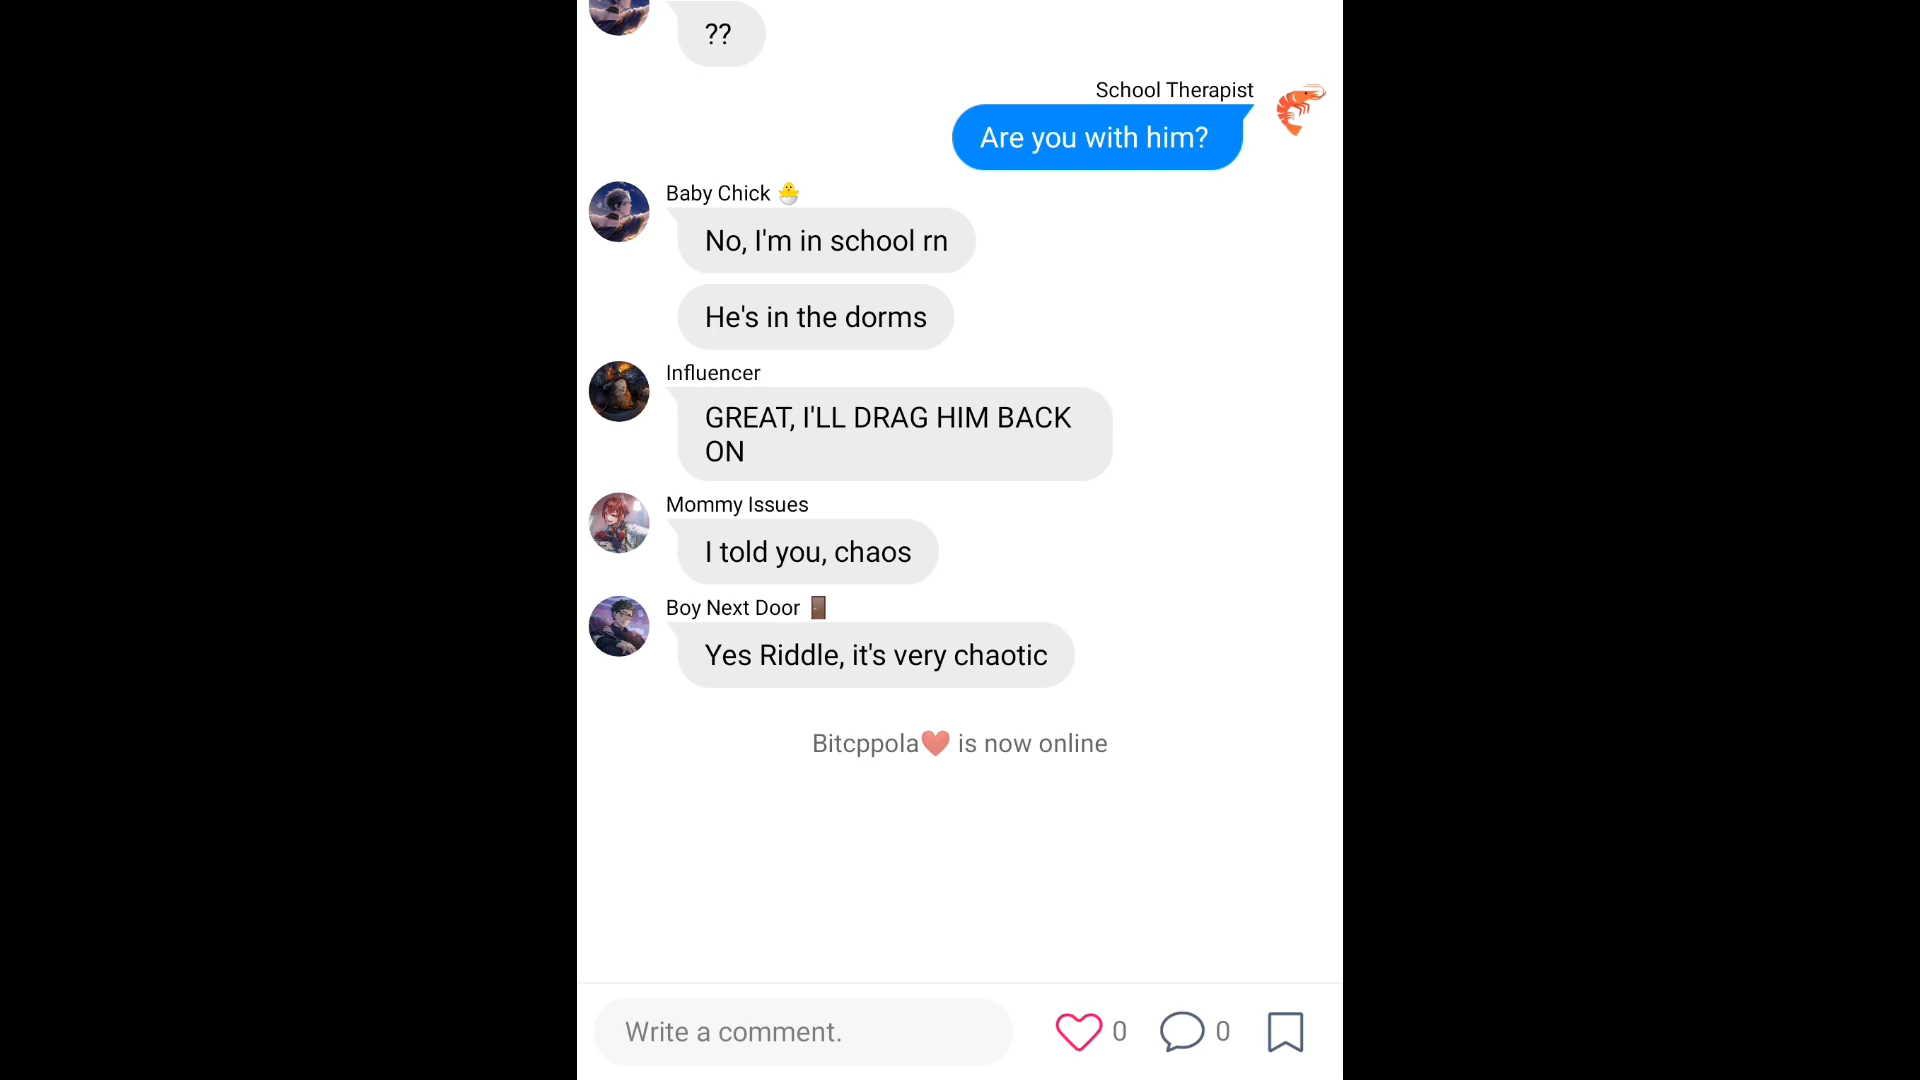 ??
School Therapist
Are you with him?
Baby Chick 🐣
No, I'm in school rn
He's in the dorms
Influencer
GREAT, I'LL DRAG HIM BACK
ON
Mommy Issues
I told you, chaos
Boy Next Door 🚪
Yes Riddle, it's very chaotic
Bitcppola❤️ is now online
Write a comment.
0
0